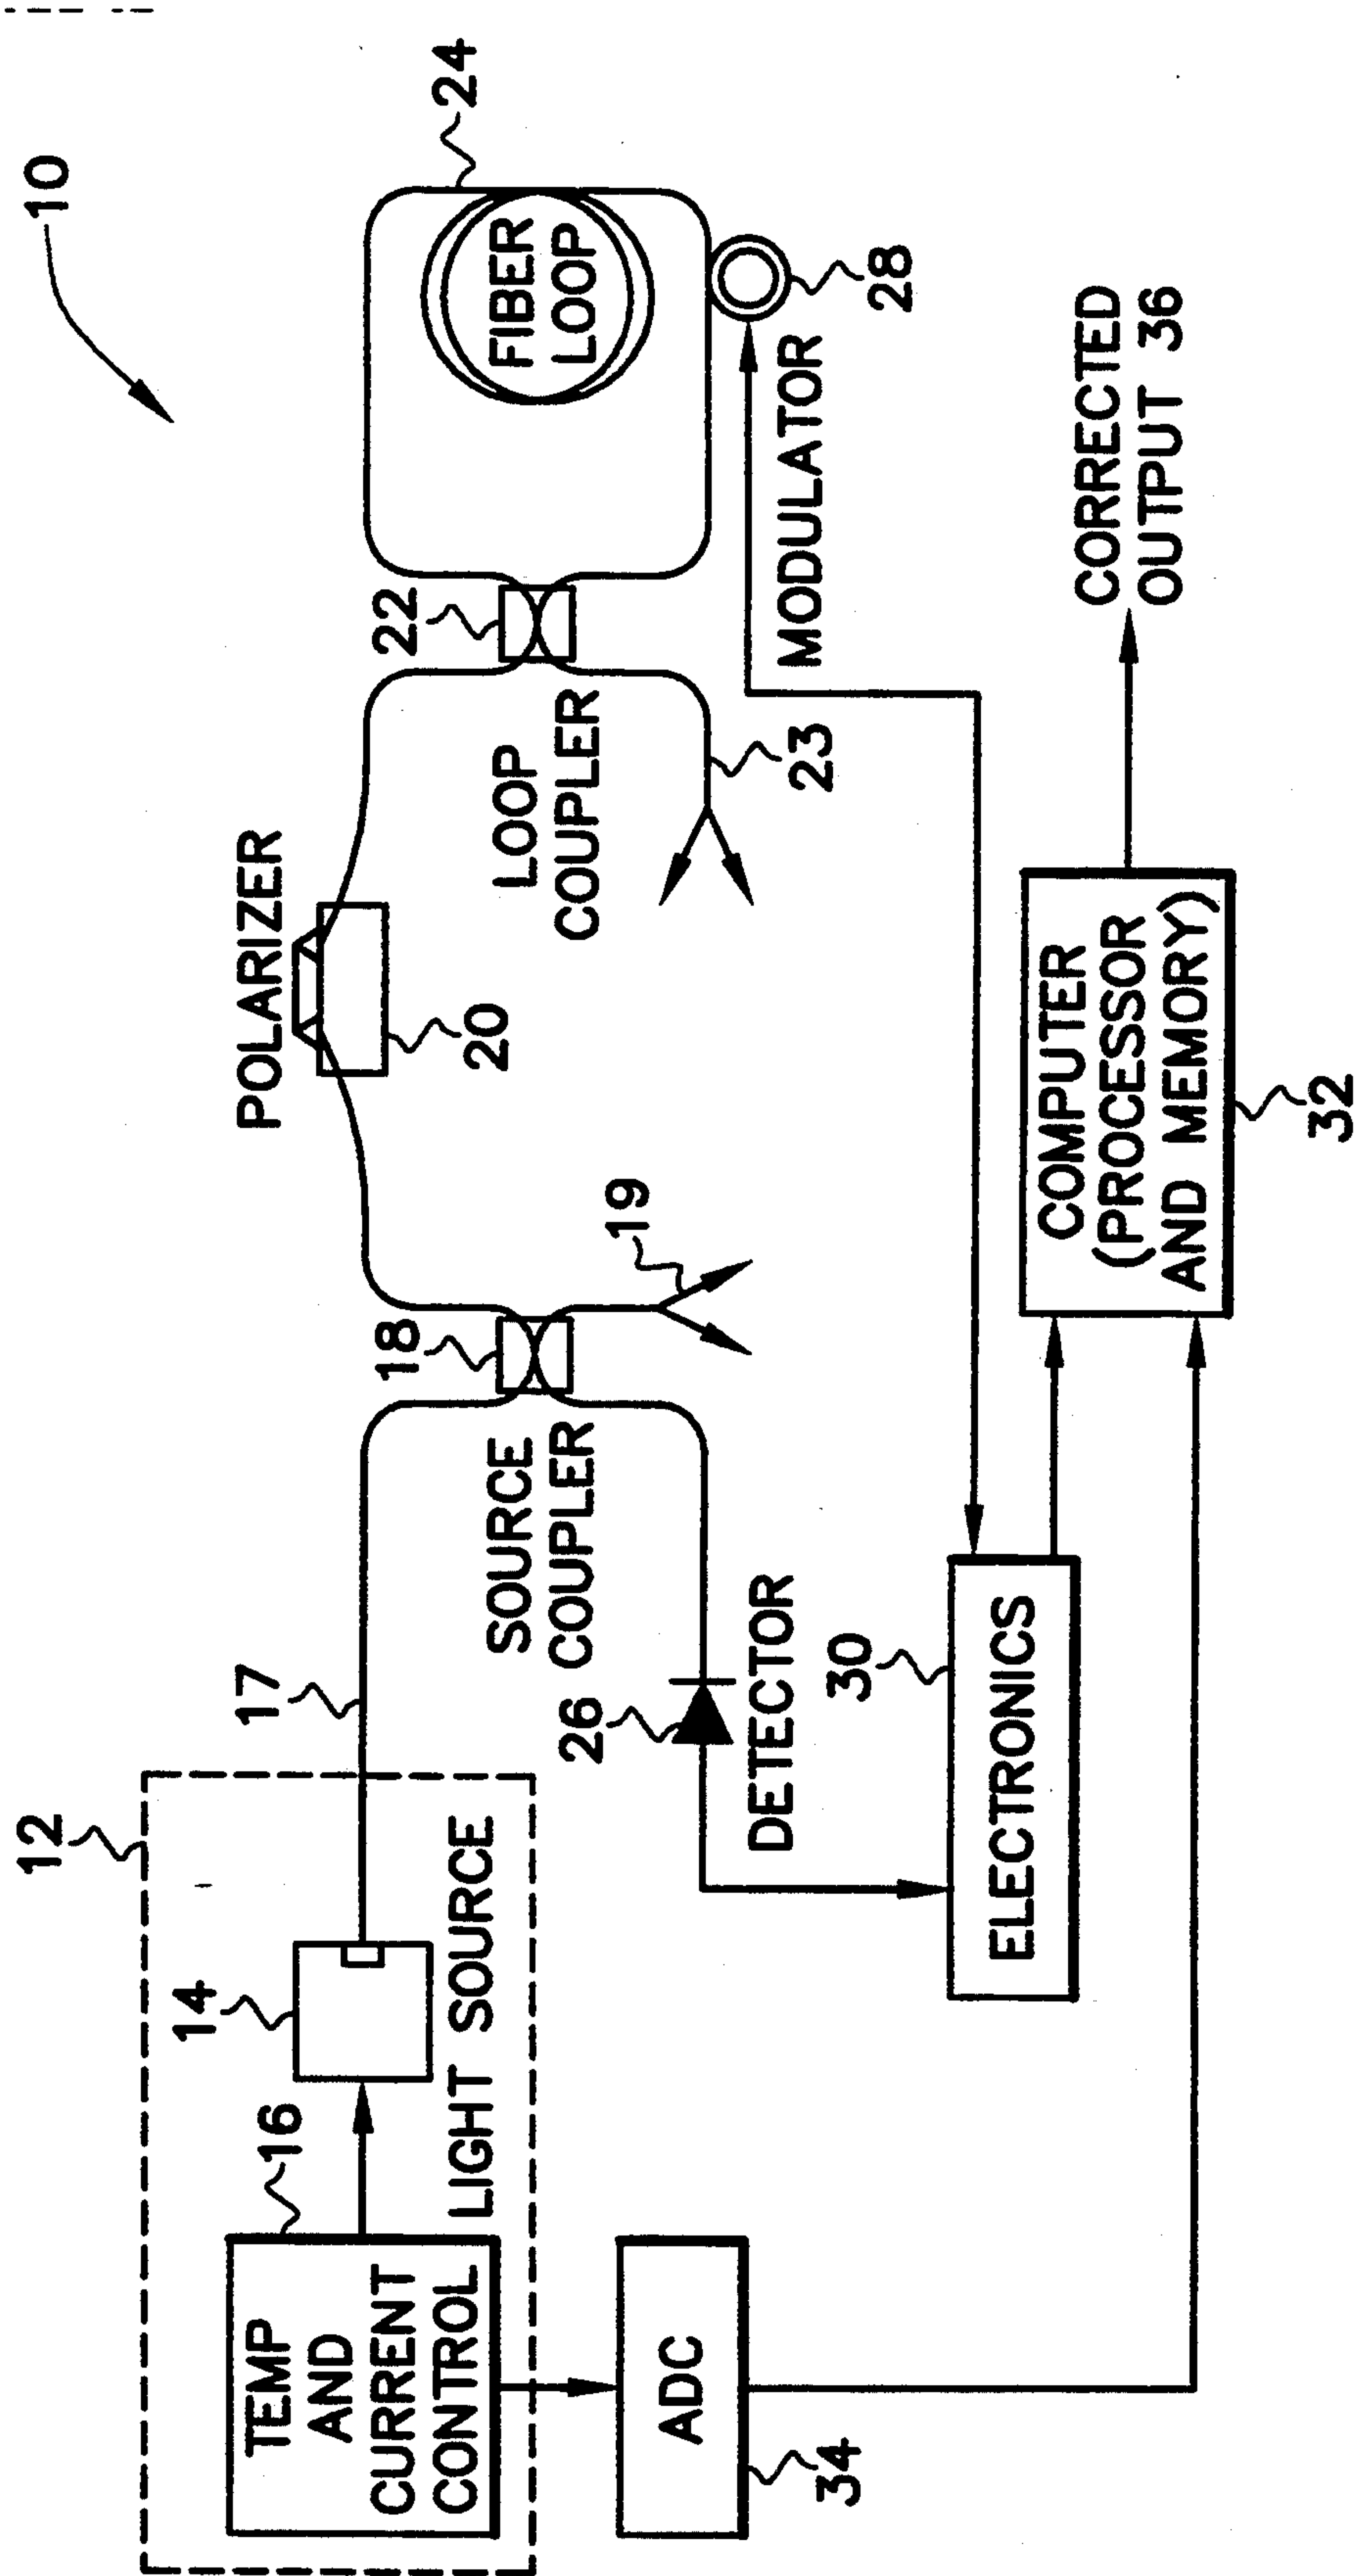 10
12
14
16
TEMP
AND
CURRENT
CONTROL
LIGHT SOURCE
17
18
SOURCE
COUPLER
19
POLARIZER
20
22
LOOP
COUPLER
23
24
FIBER
LOOP
28
MODULATOR
26
DETECTOR
30
ELECTRONICS
ADC
34
COMPUTER
(PROCESSOR
AND MEMORY)
32
CORRECTED
OUTPUT 36